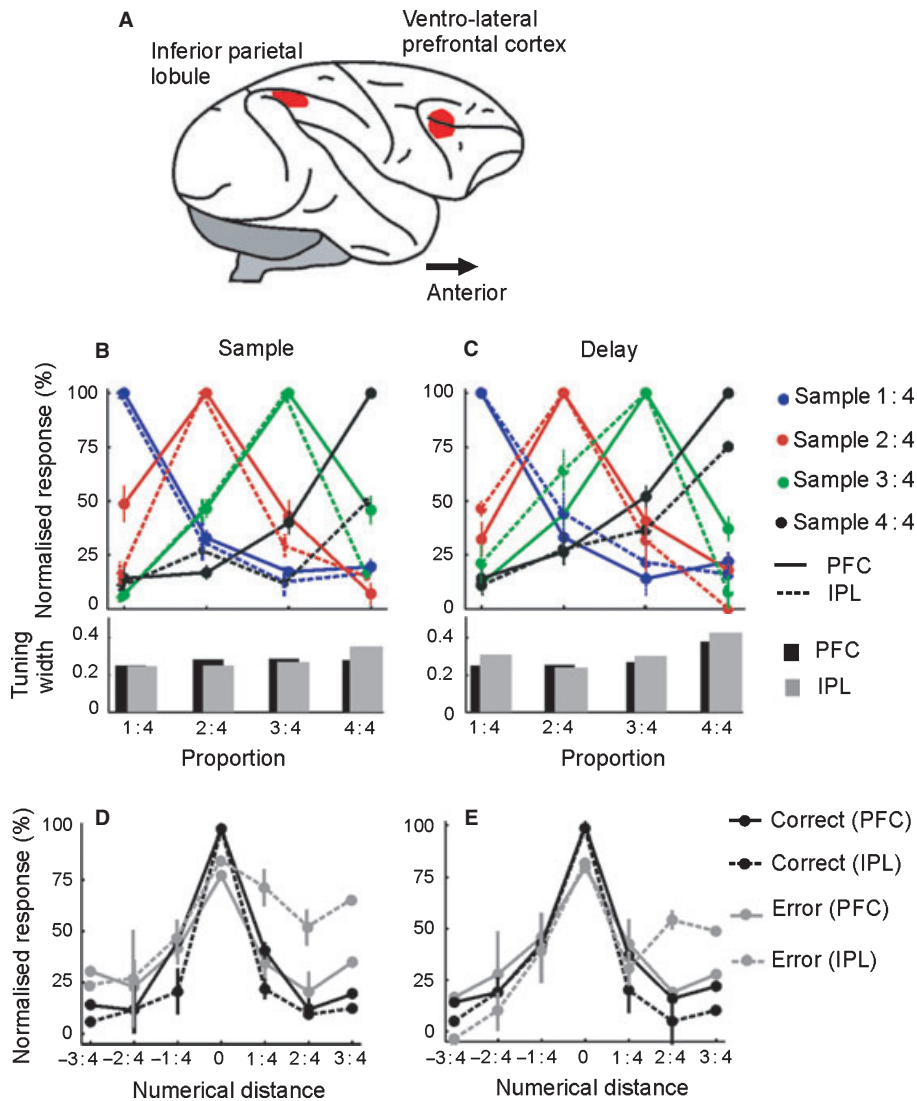 A
Ventro-lateral
prefrontal cortex
Inferior parietal
lobule
Anterior
B
Sample
C
Delay
Normalised response (%)
100
75
50
25
0
100
75
50
25
0
Sample 1 : 4
Sample 2 : 4
Sample 3 : 4
Sample 4 : 4
PFC
IPL
Tuning
width
0.4
0.2
0
0.4
0.2
0
PFC
IPL
1 : 4 2 : 4 3 : 4 4 : 4
1 : 4 2 : 4 3 : 4 4 : 4
Proportion
Proportion
D
E
Normalised response (%)
100
75
50
25
0
100
75
50
25
0
Correct (PFC)
Correct (IPL)
Error (PFC)
Error (IPL)
−3 : 4 −2 : 4 −1 : 4 0 1 : 4 2 : 4 3 : 4
−3 : 4 −2 : 4 −1 : 4 0 1 : 4 2 : 4 3 : 4
Numerical distance
Numerical distance